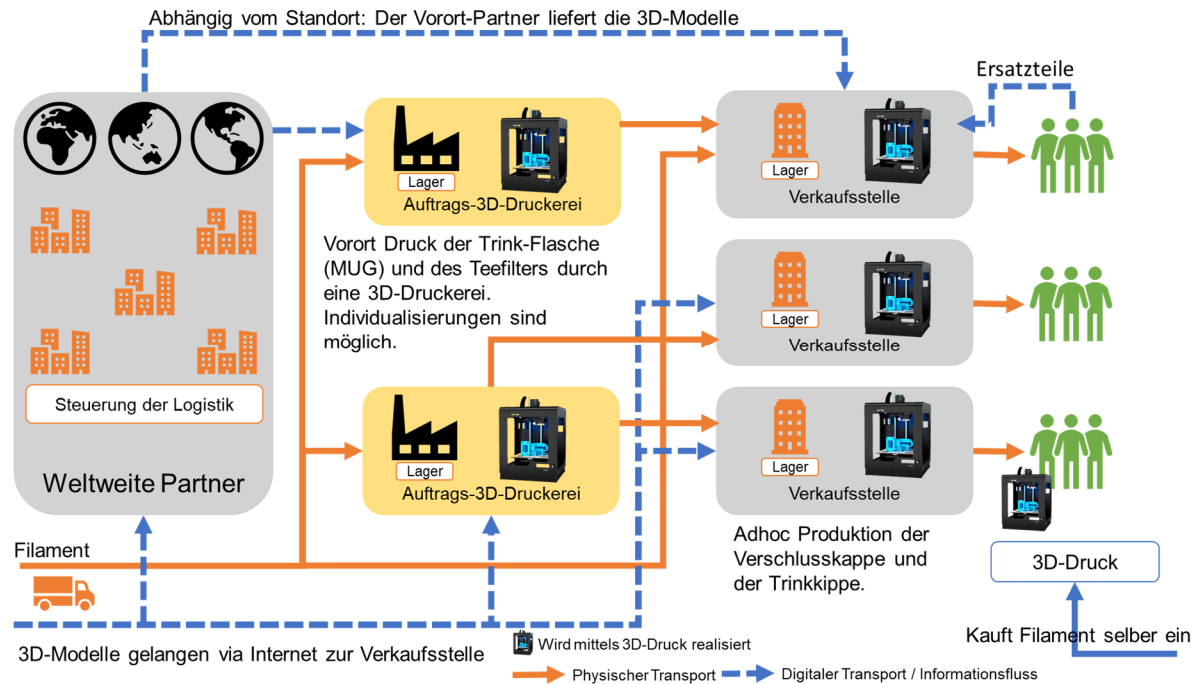 Abhängig vom Standort: Der Vorort-Partner liefert die 3D-Modelle
Ersatzteile
Lager
Auftrags-3D-Druckerei
Lager
Verkaufsstelle
Vorort Druck der Trink-Flasche
(MUG) und des Teefilters durch
eine 3D-Druckerei.
Individualisierungen sind
möglich.
Lager
Verkaufsstelle
Steuerung der Logistik
Weltweite Partner
Lager
Auftrags-3D-Druckerei
Lager
Verkaufsstelle
Filament
Adhoc Produktion der
Verschlusskappe und
der Trinkkippe.
3D-Druck
Kauft Filament selber ein
3D-Modelle gelangen via Internet zur Verkaufsstelle
Wird mittels 3D-Druck realisiert
Physischer Transport
Digitaler Transport / Informationsfluss